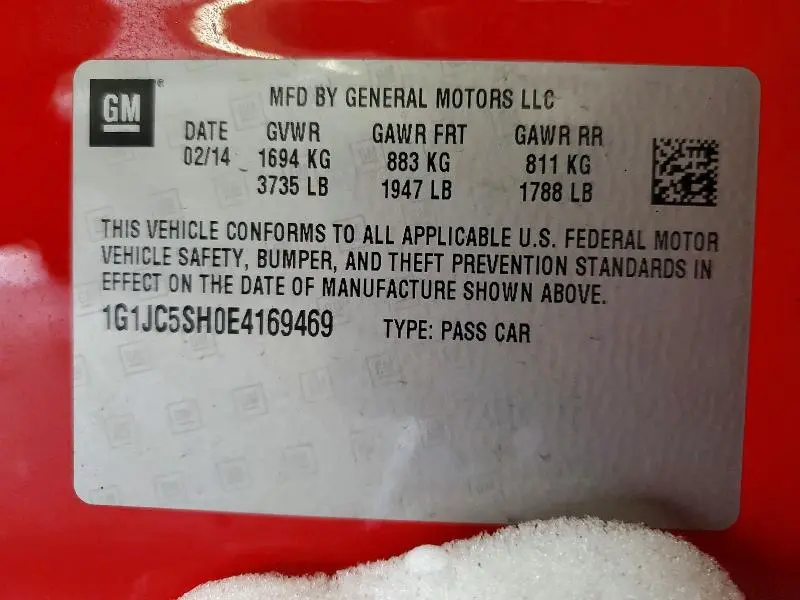 GM
MFD BY GENERAL MOTORS LLC
DATE GVWR GAWR FRT GAWR RR
02/14 1694 KG 883 KG 811 KG
3735 LB 1947 LB 1788 LB
THIS VEHICLE CONFORMS TO ALL APPLICABLE U.S. FEDERAL MOTOR
VEHICLE SAFETY, BUMPER, AND THEFT PREVENTION STANDARDS IN
EFFECT ON THE DATE OF MANUFACTURE SHOWN ABOVE.
1G1JC5SH0E4169469 TYPE: PASS CAR